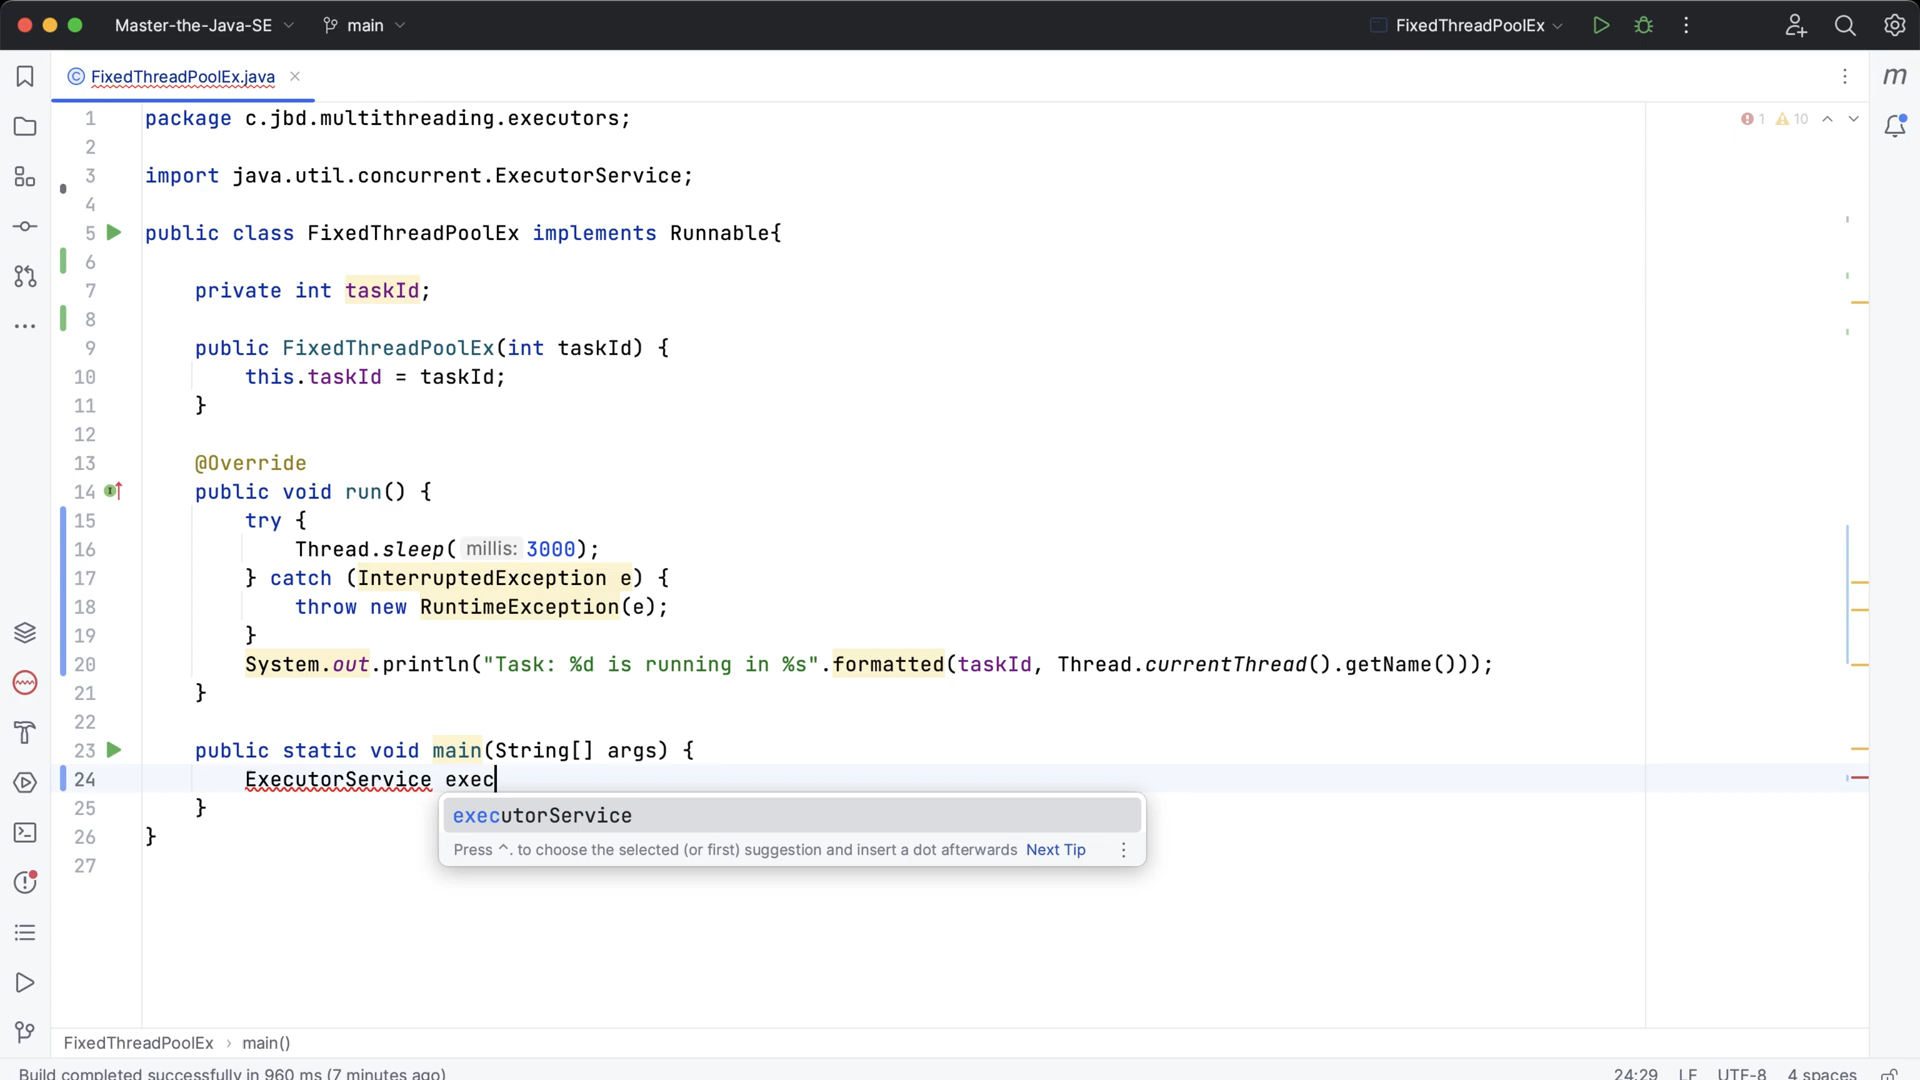 Master-the-Java-SE main FixedThreadPoolEx
FixedThreadPoolEx.java
1 package c.jbd.multithreading.executors; 1 10
2
3 import java.util.concurrent.ExecutorService;
4
5 public class FixedThreadPoolEx implements Runnable{
6
7 private int taskId;
8
9 public FixedThreadPoolEx(int taskId) {
10 this.taskId = taskId;
11 }
12
13 @Override
14 public void run() {
15 try {
16 Thread.sleep( millis: 3000);
17 } catch (InterruptedException e) {
18 throw new RuntimeException(e);
19 }
20 System.out.println("Task: %d is running in %s".formatted(taskId, Thread.currentThread().getName()));
21 }
22
23 public static void main(String[] args) {
24 ExecutorService exec
25 }
executorService
26 }
Press ^. to choose the selected (or first) suggestion and insert a dot afterwards Next Tip
27
FixedThreadPoolEx › main()
Build completed successfully in 960 ms (7 minutes ago) 24:29 LF UTF-8 4 spaces